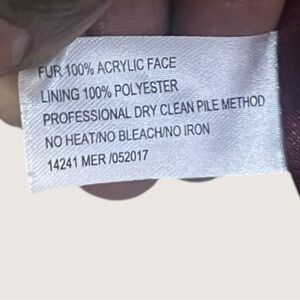 FUR 100% ACRYLIC FACE
LINING 100% POLYESTER
PROFESSIONAL DRY CLEAN PILE METHOD
NO HEAT/NO BLEACH/NO IRON
14241 MER /052017